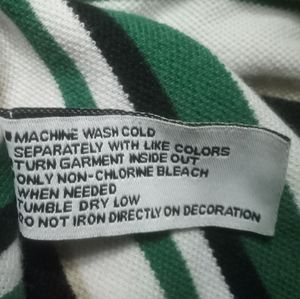 MACHINE WASH COLD
SEPARATELY WITH LIKE COLORS
TURN GARMENT INSIDE OUT
ONLY NON-CHLORINE BLEACH
WHEN NEEDED
TUMBLE DRY LOW
DO NOT IRON DIRECTLY ON DECORATION